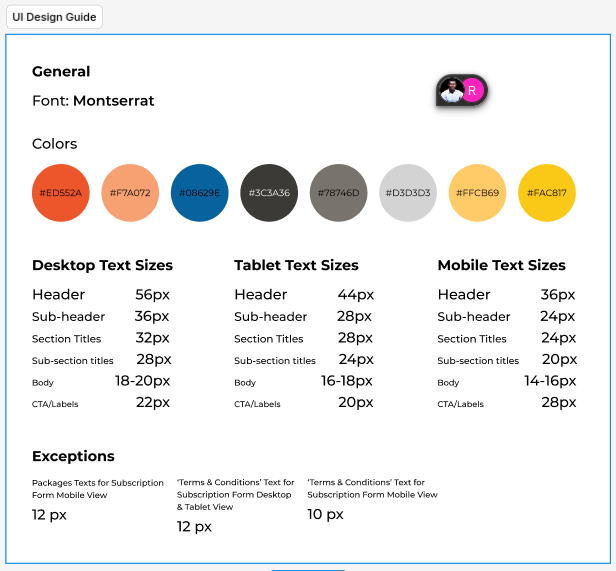 UI Design Guide
General
Font: Montserrat
R
Colors
#ED552A #F7A072 #08629E #3C3A36 #78746D #D3D3D3 #FFCB69 #FAC817
Desktop Text Sizes
Header 56px
Sub-header 36px
Section Titles 32px
Sub-section titles 28px
Body 18-20px
CTA/Labels 22px
Tablet Text Sizes
Header 44px
Sub-header 28px
Section Titles 28px
Sub-section titles 24px
Body 16-18px
CTA/Labels 20px
Mobile Text Sizes
Header 36px
Sub-header 24px
Section Titles 24px
Sub-section titles 20px
Body 14-16px
CTA/Labels 28px
Exceptions
Packages Texts for Subscription
Form Mobile View
12 px
‘Terms & Conditions’ Text for
Subscription Form Desktop
& Tablet View
12 px
‘Terms & Conditions’ Text for
Subscription Form Mobile View
10 px